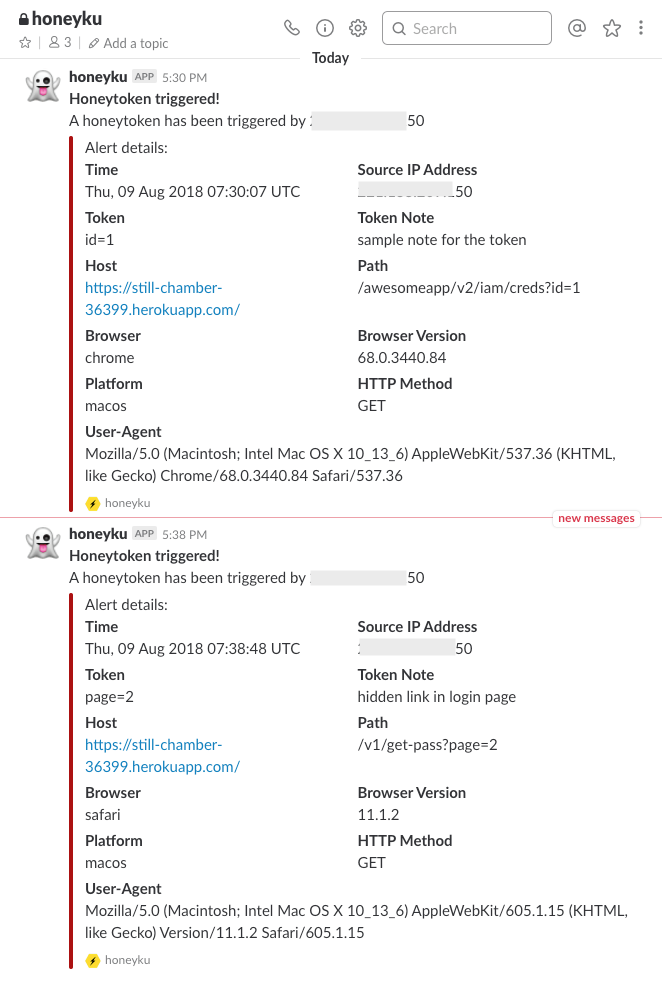 honeyku
3 Add a topic
Search
Today
honeyku APP 5:30 PM
Honeytoken triggered!
A honeytoken has been triggered by 50
Alert details:
Time Source IP Address
Thu, 09 Aug 2018 07:30:07 UTC 50
Token Token Note
id=1 sample note for the token
Host Path
https://still-chamber- /awesomeapp/v2/iam/creds?id=1
36399.herokuapp.com/
Browser Browser Version
chrome 68.0.3440.84
Platform HTTP Method
macos GET
User-Agent
Mozilla/5.0 (Macintosh; Intel Mac OS X 10_13_6) AppleWebKit/537.36 (KHTML,
like Gecko) Chrome/68.0.3440.84 Safari/537.36
honeyku
new messages
honeyku APP 5:38 PM
Honeytoken triggered!
A honeytoken has been triggered by 50
Alert details:
Time Source IP Address
Thu, 09 Aug 2018 07:38:48 UTC 50
Token Token Note
page=2 hidden link in login page
Host Path
https://still-chamber- /v1/get-pass?page=2
36399.herokuapp.com/
Browser Browser Version
safari 11.1.2
Platform HTTP Method
macos GET
User-Agent
Mozilla/5.0 (Macintosh; Intel Mac OS X 10_13_6) AppleWebKit/605.1.15 (KHTML,
like Gecko) Version/11.1.2 Safari/605.1.15
honeyku